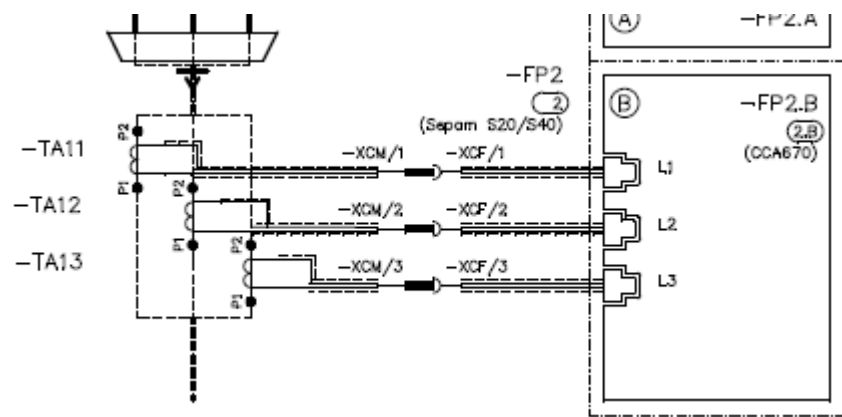 A
-FP2.A
-FP2
2
(Sepam S20/S40)
B
-FP2.B
2.B
(CCA670)
P2
-TA11
-XCM/1
-XCF/1
L1
P1
P2
-TA12
-XCM/2
-XCF/2
L2
P1
P2
-TA13
-XCM/3
-XCF/3
L3
P1